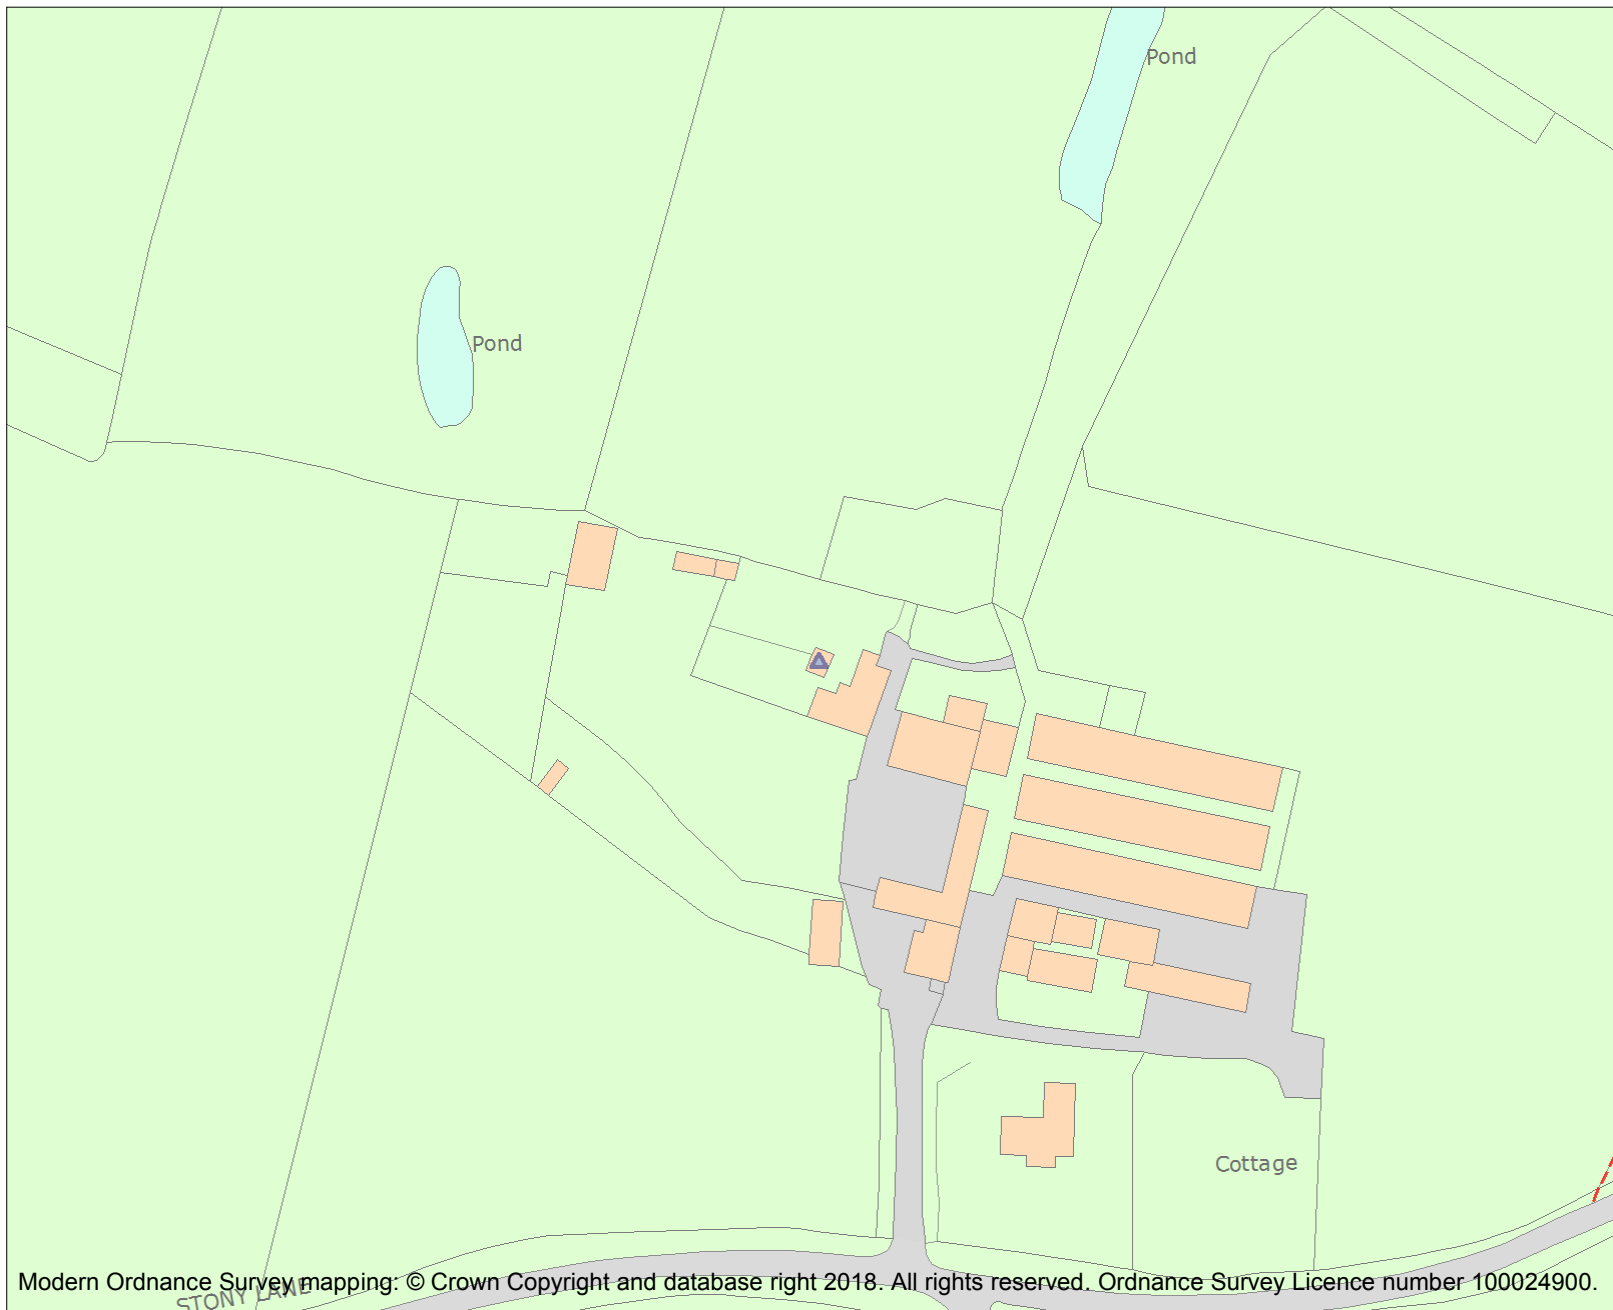 Pond
Pond
Cottage
STONY LANE
Modern Ordnance Survey mapping: © Crown Copyright and database right 2018. All rights reserved. Ordnance Survey Licence number 100024900.